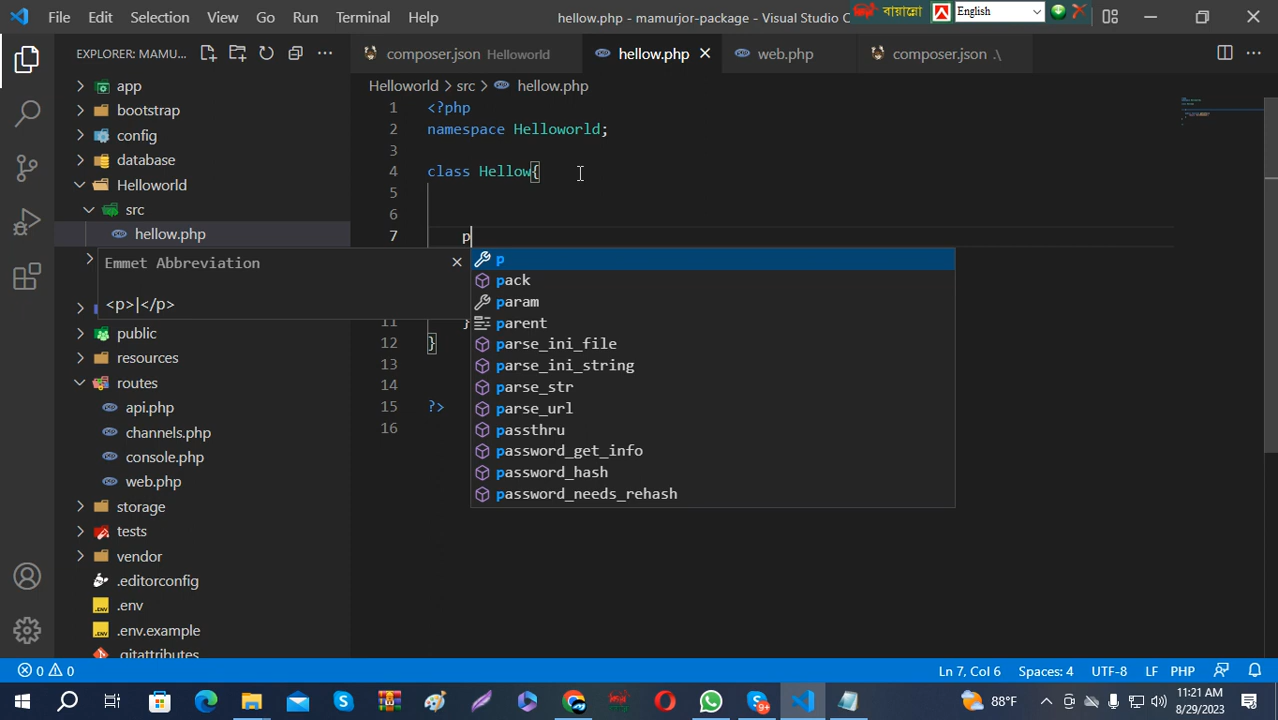 File Edit Selection View Go Run Terminal Help
hellow.php - mamurjor-package - Visual Studio C
বায়ান্নো
English
EXPLORER: MAMU...
composer.json Helloworld
hellow.php
web.php
composer.json .\
Helloworld > src > hellow.php
app
bootstrap
config
database
Helloworld
src
hellow.php
public
resources
routes
api.php
channels.php
console.php
web.php
storage
tests
vendor
.editorconfig
.env
.env.example
.gitattributes
1 <?php
2 namespace Helloworld;
3
4 class Hellow{
5
6
7 p
11 }
12 }
13
14
15 ?>
16
Emmet Abbreviation
<p>|</p>
p
pack
param
parent
parse_ini_file
parse_ini_string
parse_str
parse_url
passthru
password_get_info
password_hash
password_needs_rehash
0 0
Ln 7, Col 6 Spaces: 4 UTF-8 LF PHP
9+
88°F
11:21 AM
8/29/2023